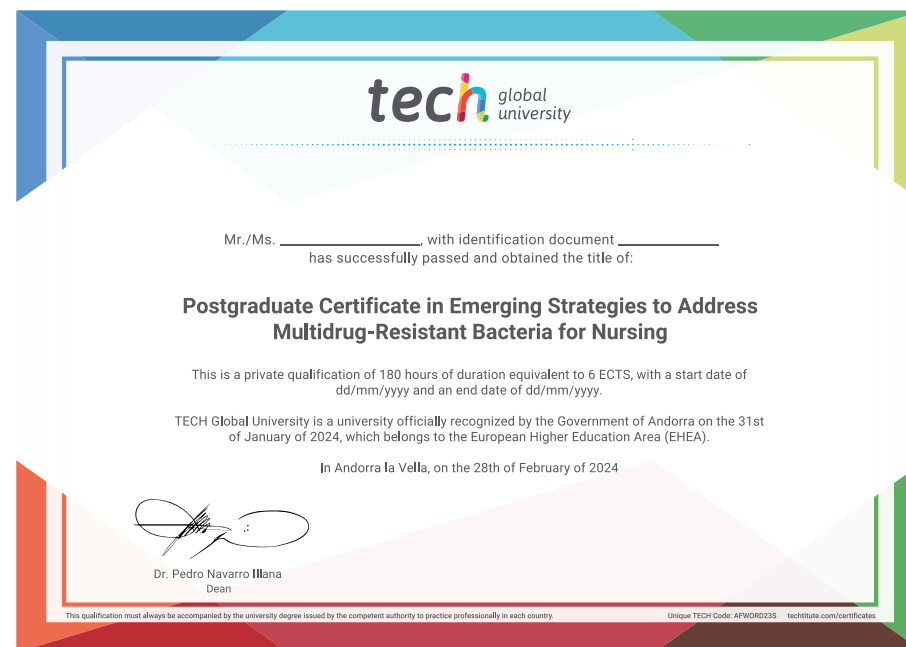 tech global
university
Mr./Ms. ____________, with identification document ____________
has successfully passed and obtained the title of:
Postgraduate Certificate in Emerging Strategies to Address
Multidrug-Resistant Bacteria for Nursing
This is a private qualification of 180 hours of duration equivalent to 6 ECTS, with a start date of
dd/mm/yyyy and an end date of dd/mm/yyyy.
TECH Global University is a university officially recognized by the Government of Andorra on the 31st
of January of 2024, which belongs to the European Higher Education Area (EHEA).
In Andorra la Vella, on the 28th of February of 2024
Dr. Pedro Navarro Illana
Dean
This qualification must always be accompanied by the university degree issued by the competent authority to practice professionally in each country.
Unique TECH Code: AFWORD23S techtitute.com/certificates